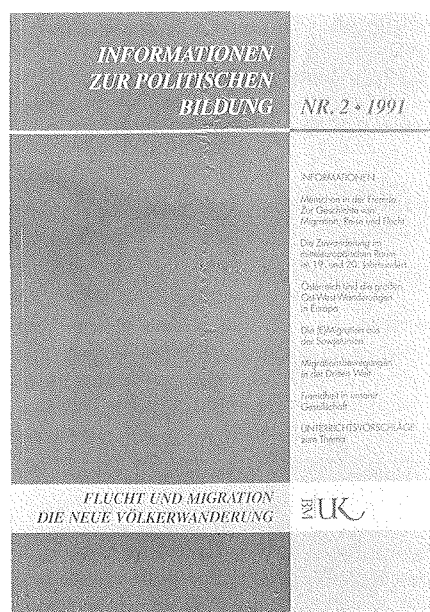 INFORMATIONEN
ZUR POLITISCHEN
BILDUNG
NR. 2 • 1991
INFORMATIONEN
Menschen in der Fremde
Zur Geschichte von
Migration, Reise und Flucht
Die Zuwanderung im
mitteleuropäischen Raum
im 19. und 20. Jahrhundert
Österreich und die großen
Ost-West-Wanderungen
in Europa
Die (E)Migration aus
der Sowjetunion
Migrationsbewegungen
in der Dritten Welt
Fremdheit in unserer
Gesellschaft
UNTERRICHTSVORSCHLÄGE
zum Thema
FLUCHT UND MIGRATION
DIE NEUE VÖLKERWANDERUNG
BM
UK